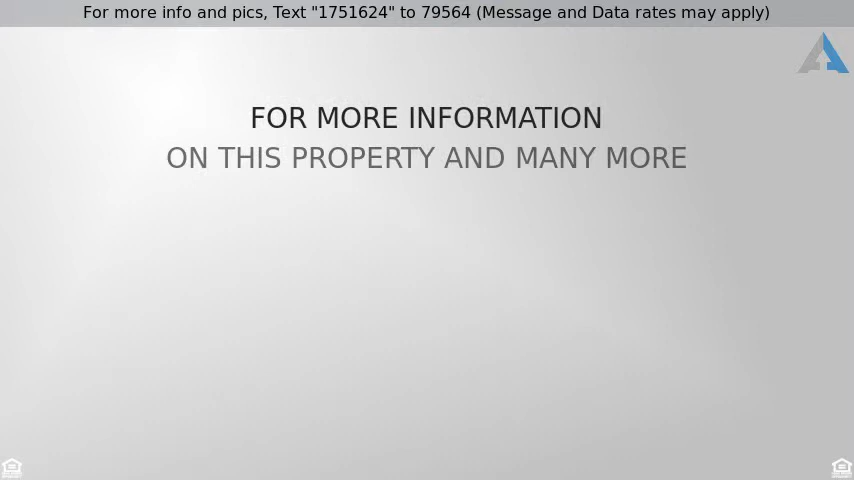 For more info and pics, Text "1751624" to 79564 (Message and Data rates may apply)
FOR MORE INFORMATION
ON THIS PROPERTY AND MANY MORE